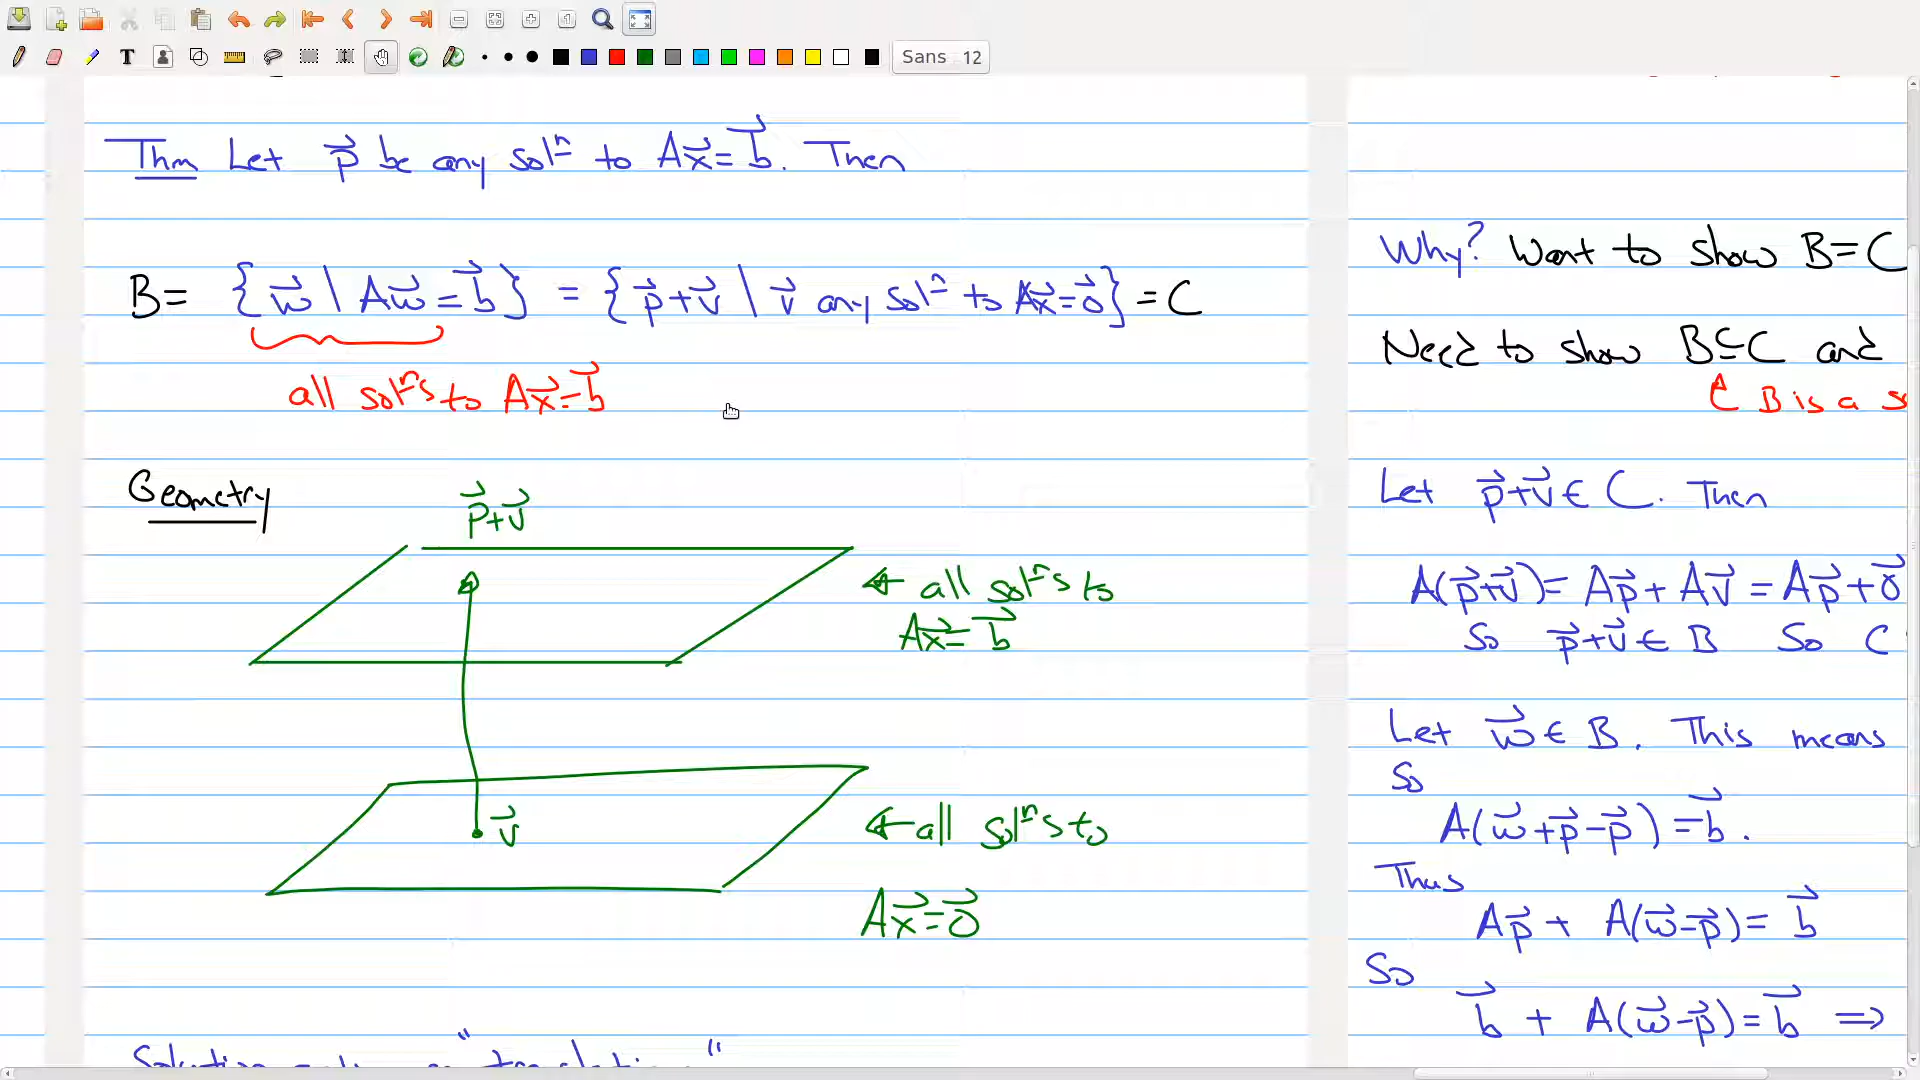 Sans 12
Thm Let p⃗ be any solⁿ to Ax⃗=b⃗. Then
B= {w⃗ | Aw⃗=b⃗} = {p⃗+v⃗ | v⃗ any solⁿ to Ax⃗=0⃗} = C
all solⁿs to Ax⃗=b⃗
Geometry
p⃗+v⃗
← all solⁿs to
Ax⃗=b⃗
v⃗
← all solⁿs to
Ax⃗=0⃗
Why? Want to show B=C
Need to show B⊆C and
B is a
Let p⃗+v⃗ ∈ C. Then
A(p⃗+v⃗)= Ap⃗+ Av⃗ = Ap⃗+0⃗
So p⃗+v⃗ ∈ B So C
Let w⃗ ∈ B. This means
So
A(w⃗+p⃗-p⃗)=b⃗.
Thus
Ap⃗ + A(w⃗-p⃗)= b⃗
So
b⃗ + A(w⃗-p⃗)=b⃗ ⇒